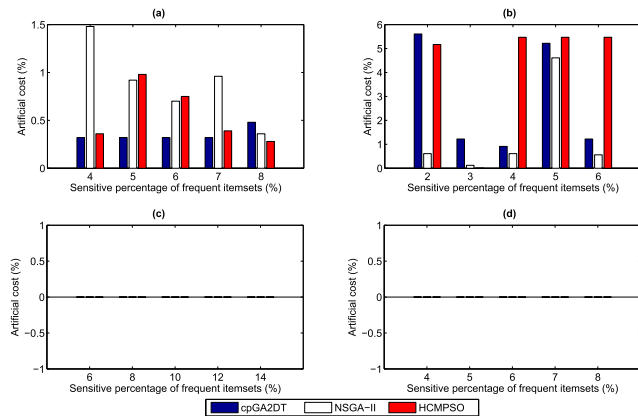 (a)
1.5
1
0.5
0
Artificial cost (%)
4 5 6 7 8
Sensitive percentage of frequent itemsets (%)
(b)
6
5
4
3
2
1
0
Artificial cost (%)
2 3 4 5 6
Sensitive percentage of frequent itemsets (%)
(c)
1
0.5
0
−0.5
−1
Artificial cost (%)
6 8 10 12 14
Sensitive percentage of frequent itemsets (%)
(d)
1
0.5
0
−0.5
−1
Artificial cost (%)
4 5 6 7 8
Sensitive percentage of frequent itemsets (%)
cpGA2DT NSGA−II HCMPSO